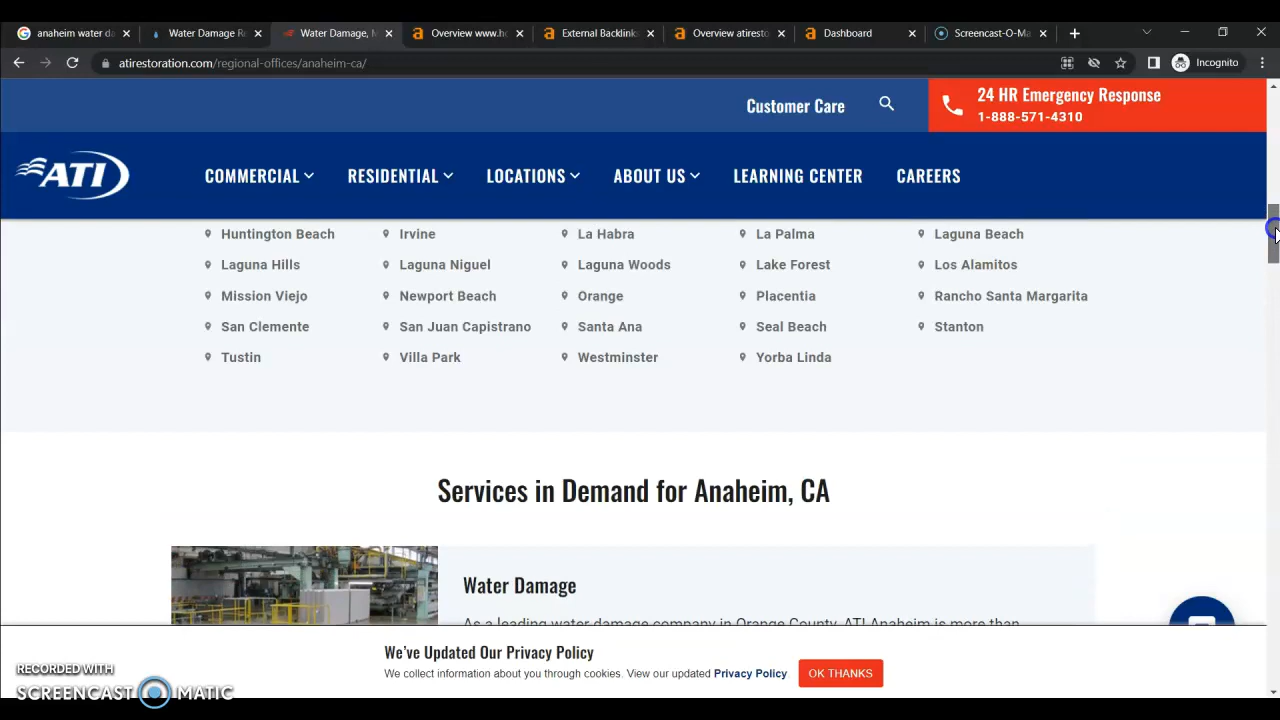 anaheim water da
Water Damage Re
Water Damage, M
Overview www.ho
External Backlinks
Overview atiresto
Dashboard
Screencast-O-Ma
atirestoration.com/regional-offices/anaheim-ca/
Incognito
Customer Care
24 HR Emergency Response
1-888-571-4310
ATI
COMMERCIAL
RESIDENTIAL
LOCATIONS
ABOUT US
LEARNING CENTER
CAREERS
Huntington Beach Irvine La Habra La Palma Laguna Beach
Laguna Hills Laguna Niguel Laguna Woods Lake Forest Los Alamitos
Mission Viejo Newport Beach Orange Placentia Rancho Santa Margarita
San Clemente San Juan Capistrano Santa Ana Seal Beach Stanton
Tustin Villa Park Westminster Yorba Linda
Services in Demand for Anaheim, CA
Water Damage
As a leading water damage company in Orange County, ATI Anaheim is more than
We've Updated Our Privacy Policy
We collect information about you through cookies. View our updated Privacy Policy
OK THANKS
RECORDED WITH
SCREENCAST MATIC